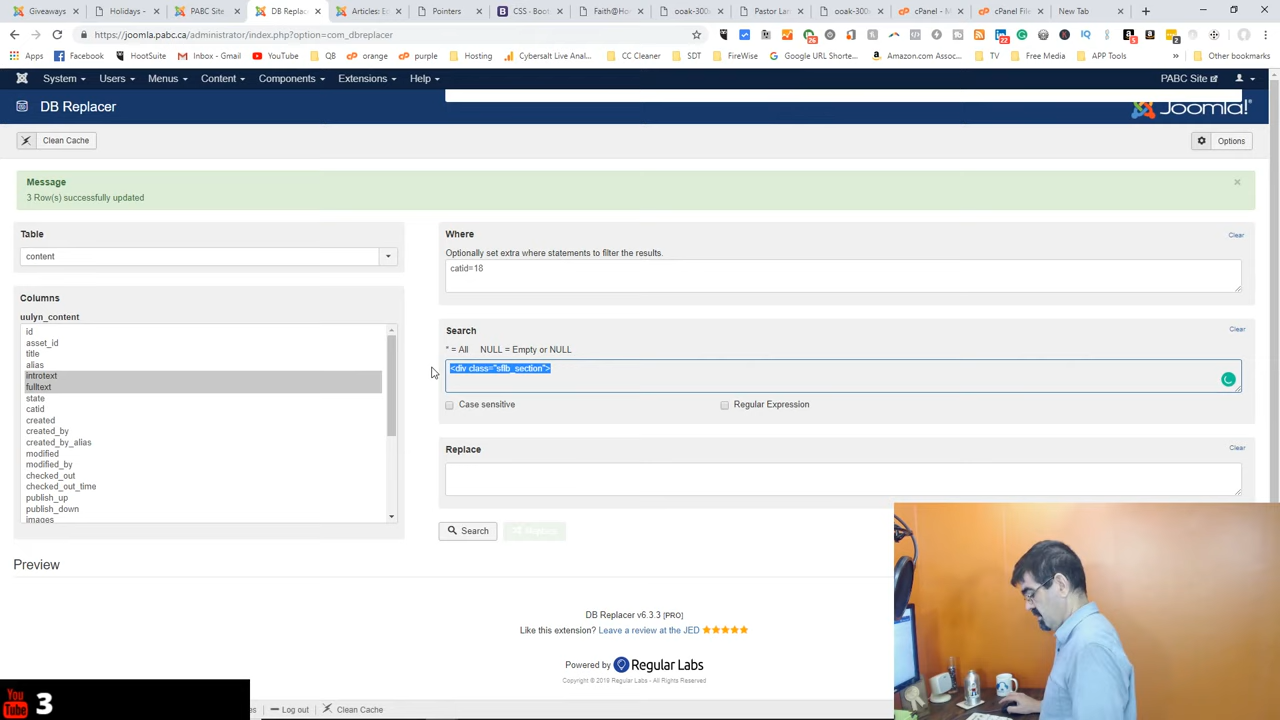 Giveaways
Holidays -
PABC Site
DB Replac
Articles: Ed
Pointers
CSS · Boot
Faith@Ho
ooak-300
Pastor La
ooak-300
cPanel - M
cPanel File
New Tab
https://joomla.pabc.ca/administrator/index.php?option=com_dbreplacer
Apps
Facebook
HootSuite
Inbox - Gmail
YouTube
QB
orange
purple
Hosting
Cybersalt Live Anal...
CC Cleaner
SDT
FireWise
Google URL Shorte...
Amazon.com Assoc...
TV
Free Media
APP Tools
Other bookmarks
System Users Menus Content Components Extensions Help
PABC Site
DB Replacer
Joomla!
Clean Cache
Options
Message
3 Row(s) successfully updated
Table
content
Columns
uulyn_content
id
asset_id
title
alias
introtext
fulltext
state
catid
created
created_by
created_by_alias
modified
modified_by
checked_out
checked_out_time
publish_up
publish_down
images
Where
Clear
Optionally set extra where statements to filter the results.
catid=18
Search
Clear
* = All NULL = Empty or NULL
<div class="sflb_section">
Case sensitive
Regular Expression
Replace
Clear
Search
Replace
Preview
DB Replacer v6.3.3 [PRO]
Like this extension? Leave a review at the JED
Powered by Regular Labs
Copyright © 2019 Regular Labs - All Rights Reserved
You Tube 3
Log out
Clean Cache